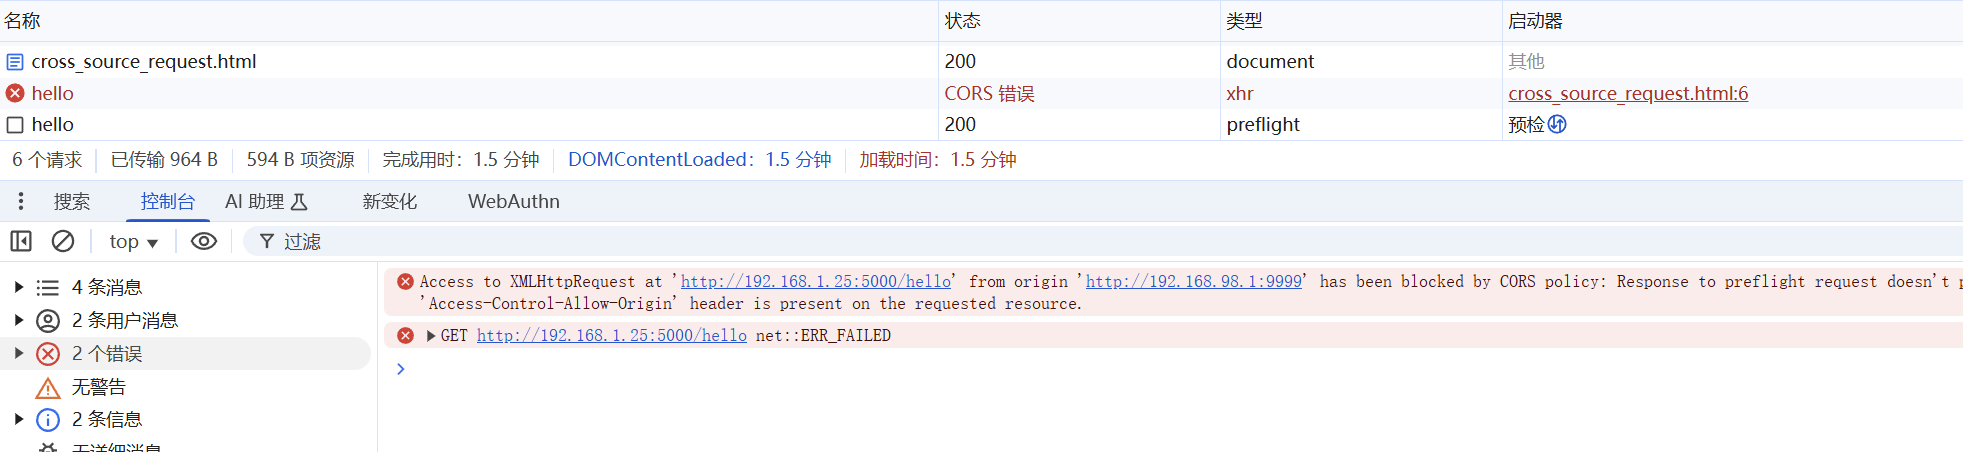 名称 状态 类型 启动器
cross_source_request.html 200 document 其他
hello CORS 错误 xhr cross_source_request.html:6
hello 200 preflight 预检
6 个请求 已传输 964 B 594 B 项资源 完成用时：1.5 分钟 DOMContentLoaded：1.5 分钟 加载时间：1.5 分钟
搜索 控制台 AI 助理 新变化 WebAuthn
top 过滤
4 条消息
2 条用户消息
2 个错误
无警告
2 条信息
无详细消息
Access to XMLHttpRequest at 'http://192.168.1.25:5000/hello' from origin 'http://192.168.98.1:9999' has been blocked by CORS policy: Response to preflight request doesn't
'Access-Control-Allow-Origin' header is present on the requested resource.
GET http://192.168.1.25:5000/hello net::ERR_FAILED